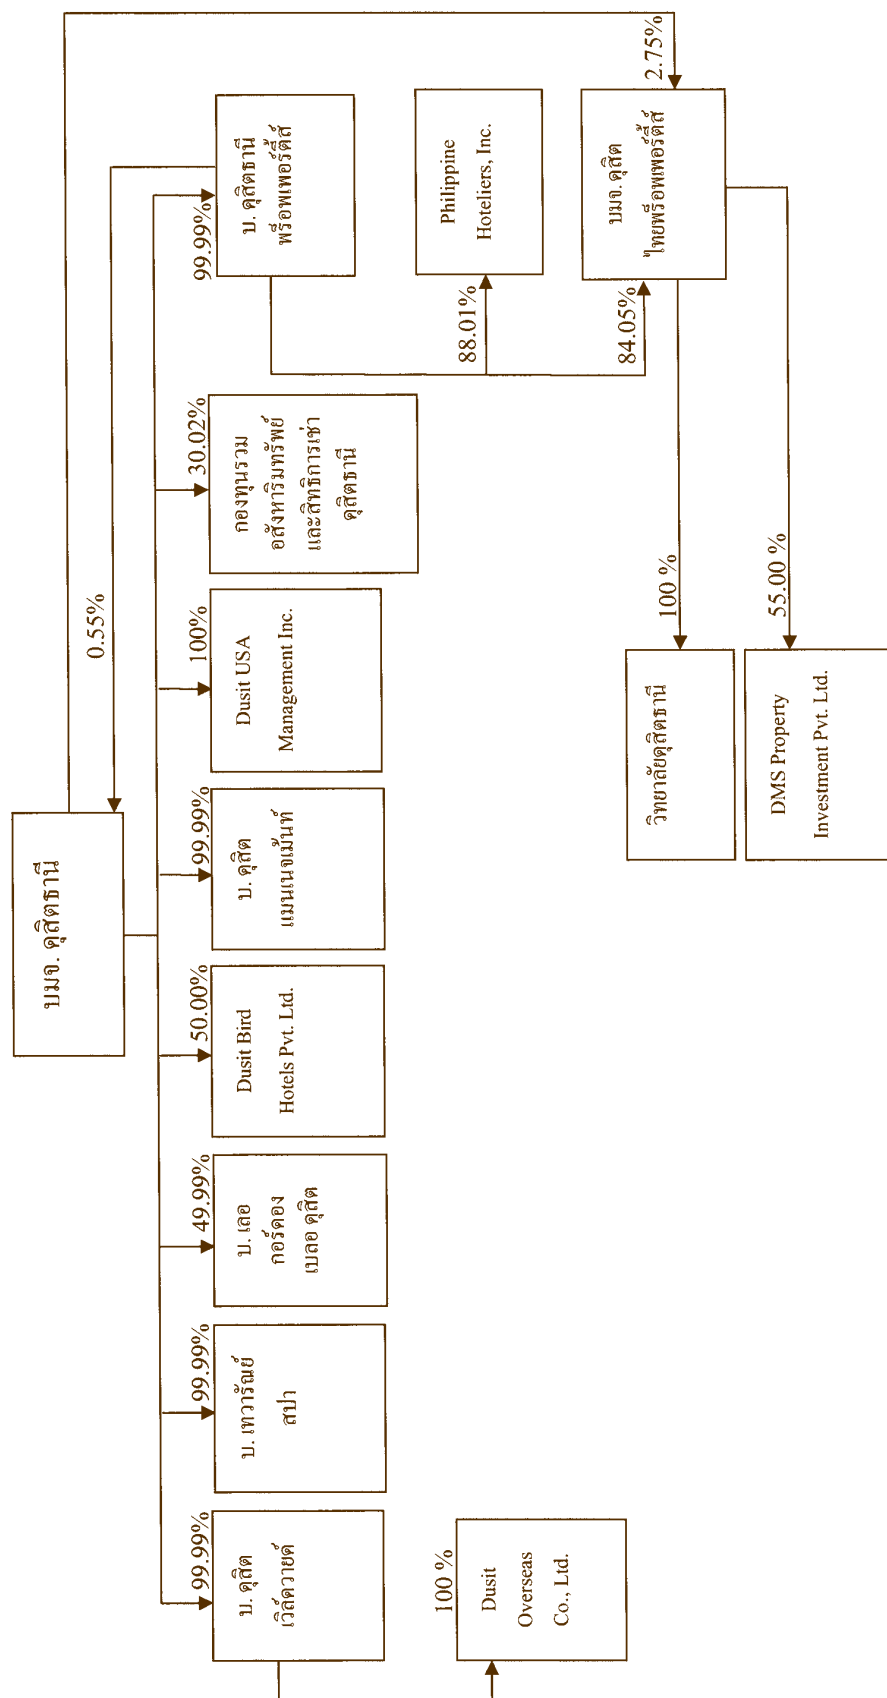 บมจ. ดุสิตธานี
0.55%
2.75%
99.99%
บ. ดุสิต
เวิล์ดวายด์
99.99%
บ. เทวารัณย์
สปา
49.99%
บ. เลอ
กอร์ดอง
เบลอ ดุสิต
50.00%
Dusit Bird
Hotels Pvt. Ltd.
99.99%
บ. ดุสิต
แมนเนจเม้นท์
100%
Dusit USA
Management Inc.
30.02%
กองทุนรวม
อสังหาริมทรัพย์
และสิทธิการเช่า
ดุสิตธานี
99.99%
บ. ดุสิตธานี
พร็อพเพอร์ตี้ส์
100 %
Dusit
Overseas
Co., Ltd.
88.01%
Philippine
Hoteliers, Inc.
84.05%
บมจ. ดุสิต
ไทยพร็อพเพอร์ตี้ส์
100 %
วิทยาลัยดุสิตธานี
55.00 %
DMS Property
Investment Pvt. Ltd.